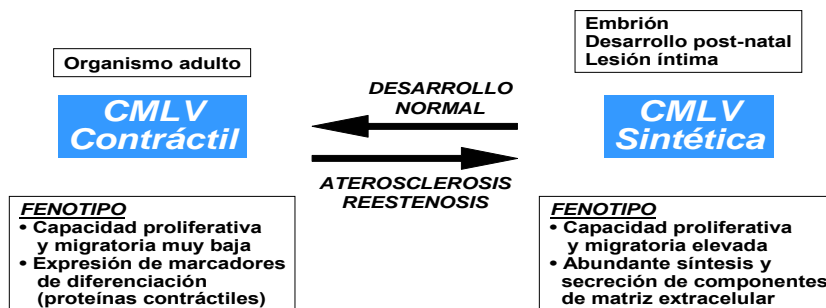 Organismo adulto
CMLV
Contráctil
FENOTIPO
• Capacidad proliferativa
y migratoria muy baja
• Expresión de marcadores
de diferenciación
(proteínas contráctiles)
DESARROLLO
NORMAL
ATEROSCLEROSIS
REESTENOSIS
Embrión
Desarrollo post-natal
Lesión íntima
CMLV
Sintética
FENOTIPO
• Capacidad proliferativa
y migratoria elevada
• Abundante síntesis y
secreción de componentes
de matriz extracelular